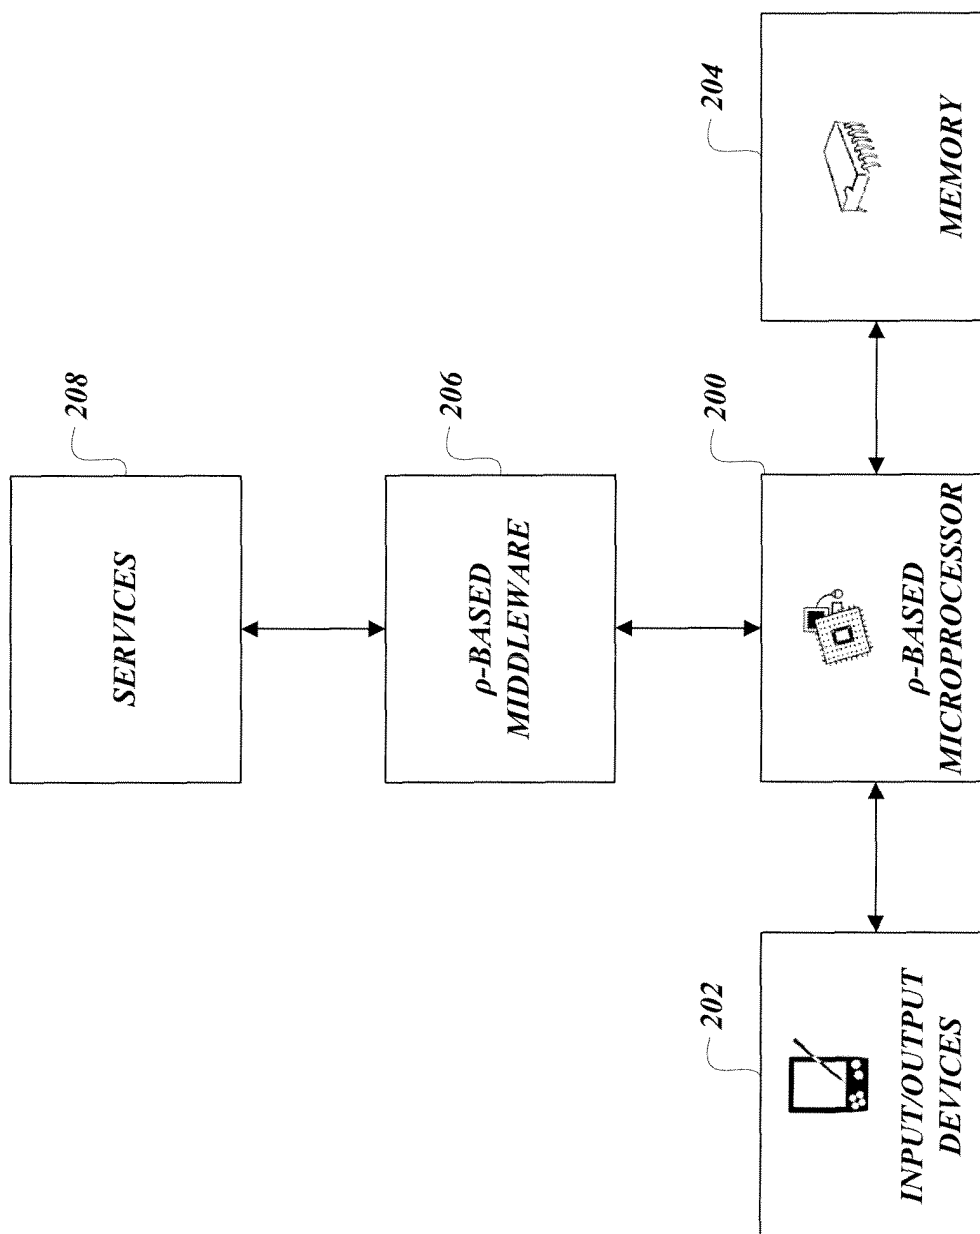 208
SERVICES
206
ρ-BASED
MIDDLEWARE
202
INPUT/OUTPUT
DEVICES
200
ρ-BASED
MICROPROCESSOR
204
MEMORY